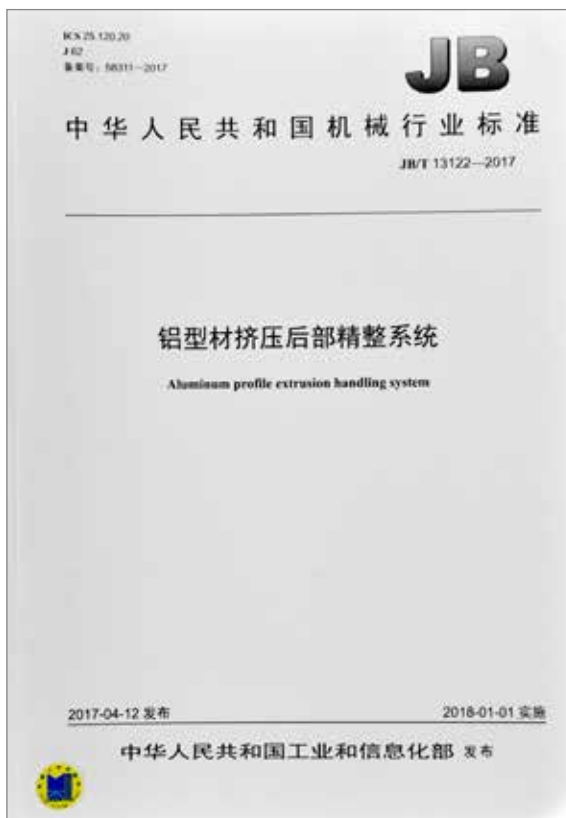 ICS 25.120.20
J 62
备案号：58311—2017
JB
中华人民共和国机械行业标准
JB/T 13122—2017
铝型材挤压后部精整系统
Aluminum profile extrusion handling system
2017-04-12 发布
2018-01-01 实施
中华人民共和国工业和信息化部 发布